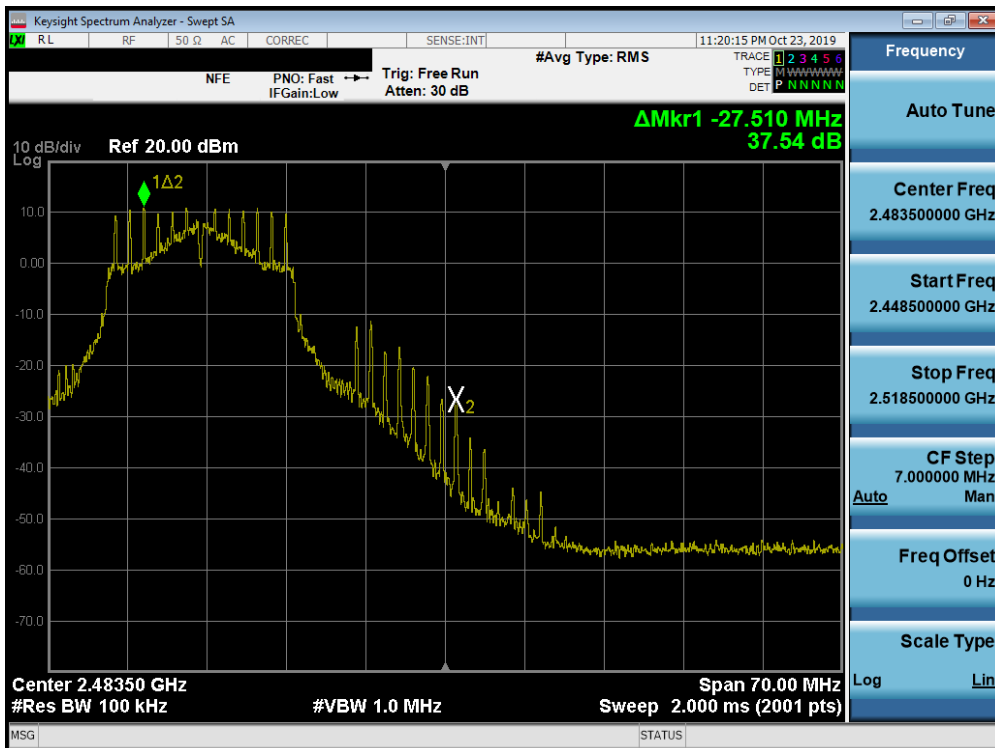 Keysight Spectrum Analyzer - Swept SA
LXI RL RF 50 Ω AC CORREC SENSE:INT 11:20:15 PM Oct 23, 2019
NFE PNO: Fast Trig: Free Run #Avg Type: RMS TRACE 1 2 3 4 5 6
IFGain:Low Atten: 30 dB TYPE M WWWWW
DET P N N N N N
ΔMkr1 -27.510 MHz
37.54 dB
10 dB/div Ref 20.00 dBm
Log
1Δ2
10.0
0.00
-10.0
-20.0
-30.0
X2
-40.0
-50.0
-60.0
-70.0
Center 2.48350 GHz Span 70.00 MHz
#Res BW 100 kHz #VBW 1.0 MHz Sweep 2.000 ms (2001 pts)
MSG STATUS
Frequency
Auto Tune
Center Freq
2.483500000 GHz
Start Freq
2.448500000 GHz
Stop Freq
2.518500000 GHz
CF Step
7.000000 MHz
Auto Man
Freq Offset
0 Hz
Scale Type
Log Lin